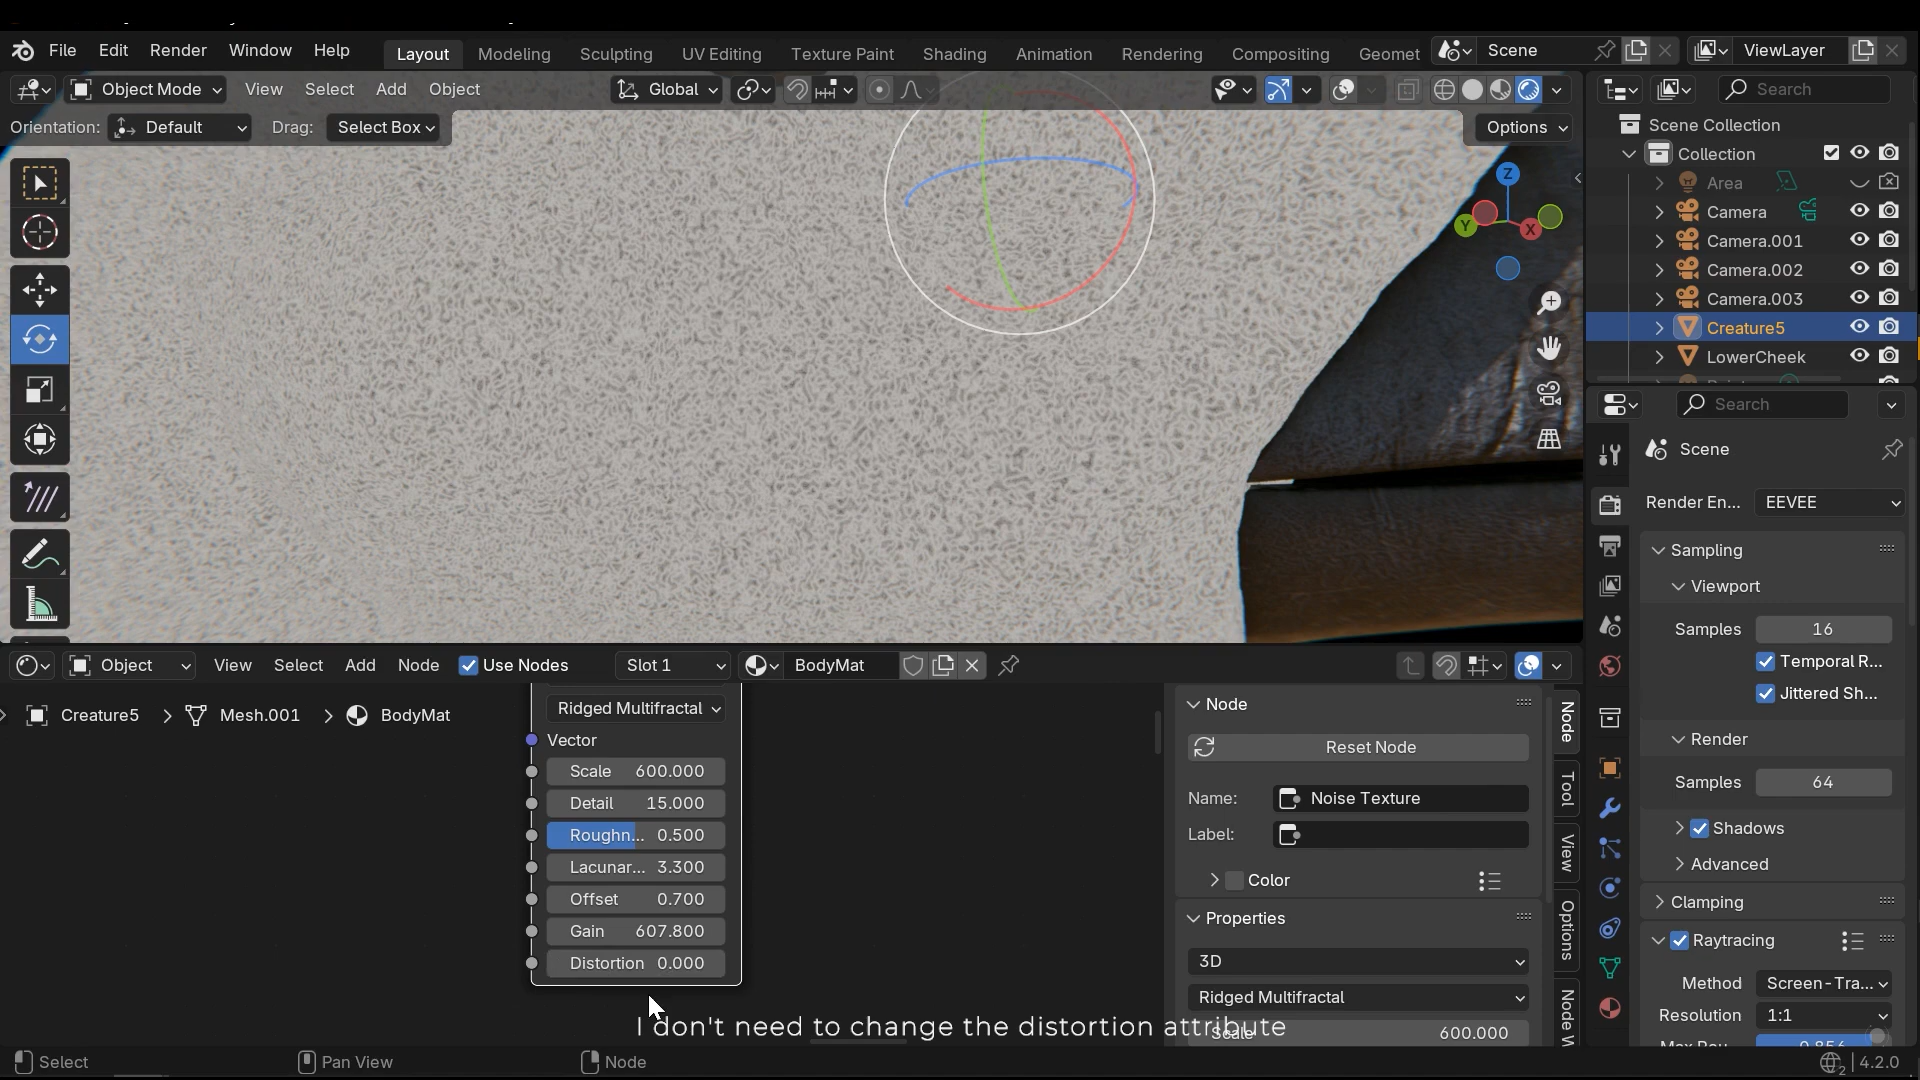 File Edit Render Window Help
Layout Modeling Sculpting UV Editing Texture Paint Shading Animation Rendering Compositing Geomet
Scene
ViewLayer
Object Mode View Select Add Object
Global
Search
Orientation: Default Drag: Select Box
Options
Scene Collection
Collection
Area
Camera
Camera.001
Camera.002
Camera.003
Creature5
LowerCheek
Z
Y
X
Search
Scene
Render En... EEVEE
Sampling
Viewport
Samples 16
Temporal R...
Jittered Sh...
Render
Samples 64
Shadows
Advanced
Clamping
Raytracing
Method Screen-Tra...
Resolution 1:1
0.856
Object View Select Add Node Use Nodes Slot 1 BodyMat
Creature5 Mesh.001 BodyMat
Ridged Multifractal
Vector
Scale 600.000
Detail 15.000
Roughn... 0.500
Lacunar... 3.300
Offset 0.700
Gain 607.800
Distortion 0.000
Node
Reset Node
Name: Noise Texture
Label:
Color
Properties
3D
Ridged Multifractal
Scale 600.000
Node
Tool
View
Options
Node W
I don't need to change the distortion attribute
Select Pan View Node
2 4.2.0